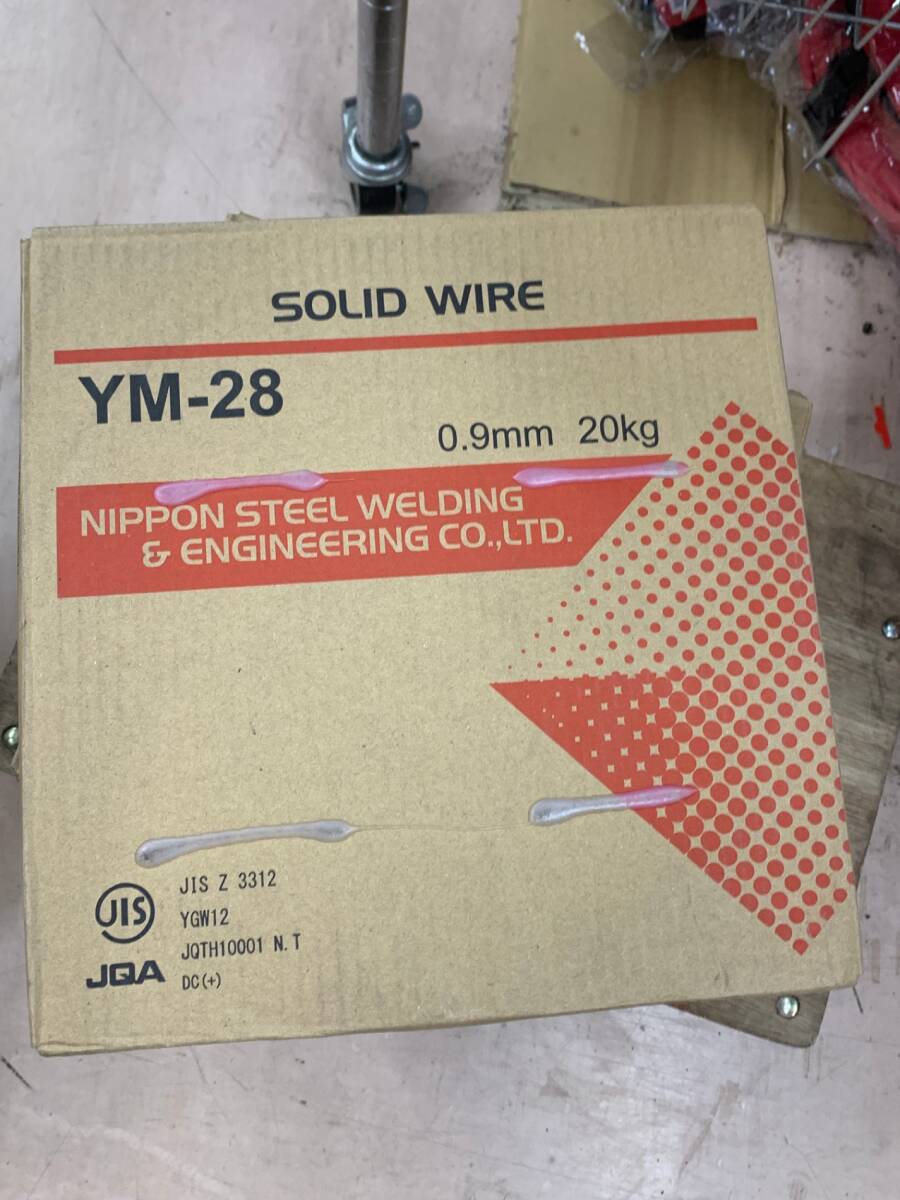 SOLID WIRE
YM-28
0.9mm 20kg
NIPPON STEEL WELDING
& ENGINEERING CO.,LTD.
JIS
JIS Z 3312
YGW12
JQTH10001 N.T
JQA
DC(+)